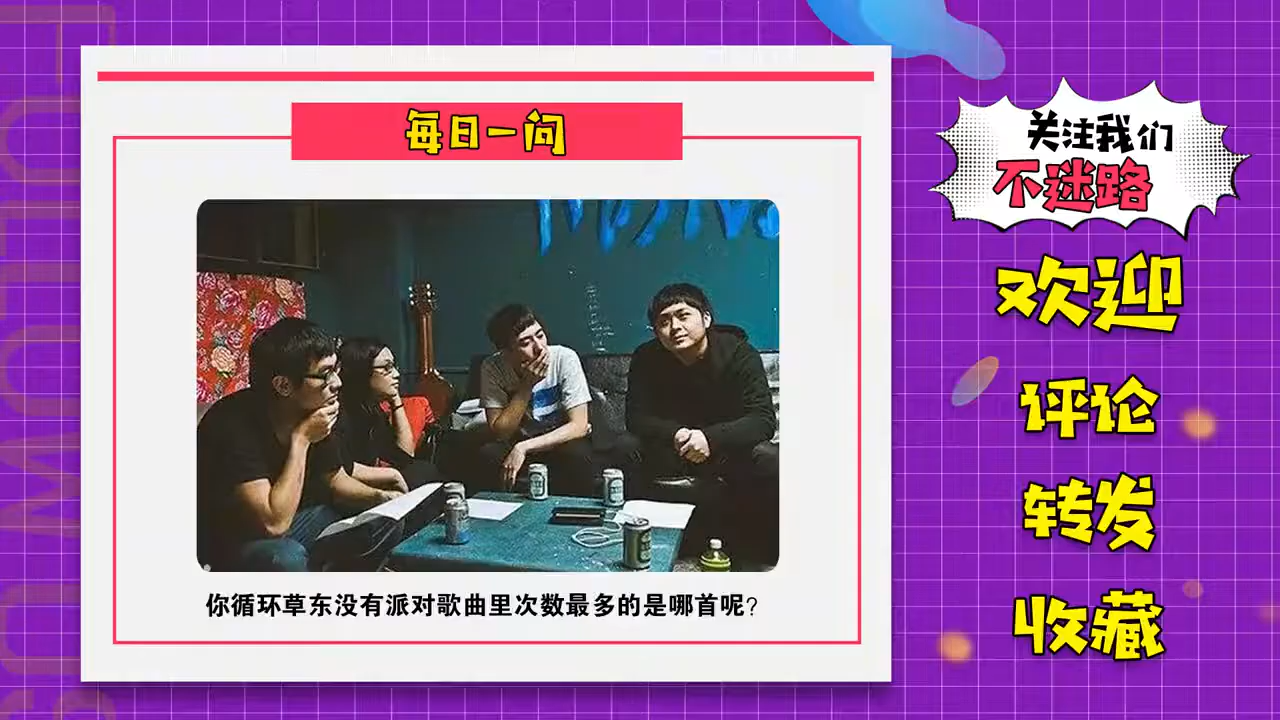 每日一问
你循环草东没有派对歌曲里次数最多的是哪首呢?
关注我们
不迷路
欢迎
评论
转发
收藏
FOLLOW US